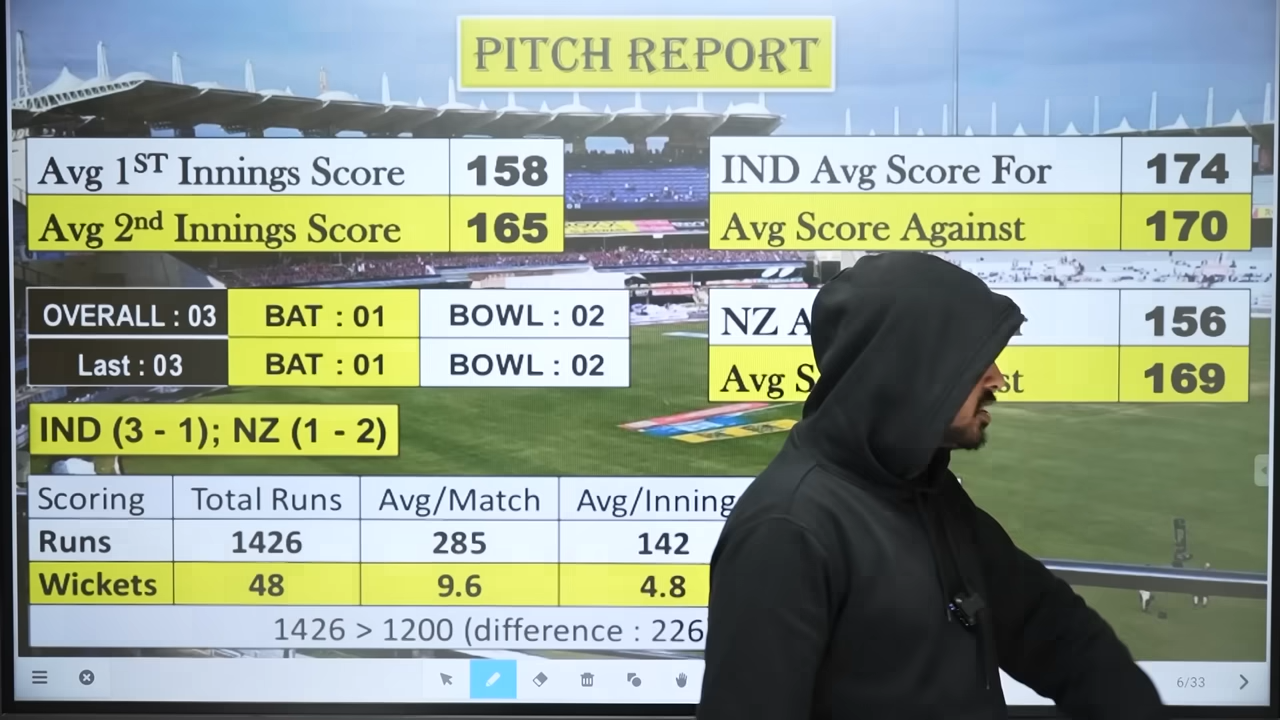 PITCH REPORT
Avg 1ST Innings Score 158
Avg 2nd Innings Score 165
IND Avg Score For 174
Avg Score Against 170
OVERALL : 03 BAT : 01 BOWL : 02
Last : 03 BAT : 01 BOWL : 02
NZ 156
Avg 169
IND (3 - 1); NZ (1 - 2)
Scoring Total Runs Avg/Match Avg/Inning
Runs 1426 285 142
Wickets 48 9.6 4.8
1426 > 1200 (difference : 226
6/33